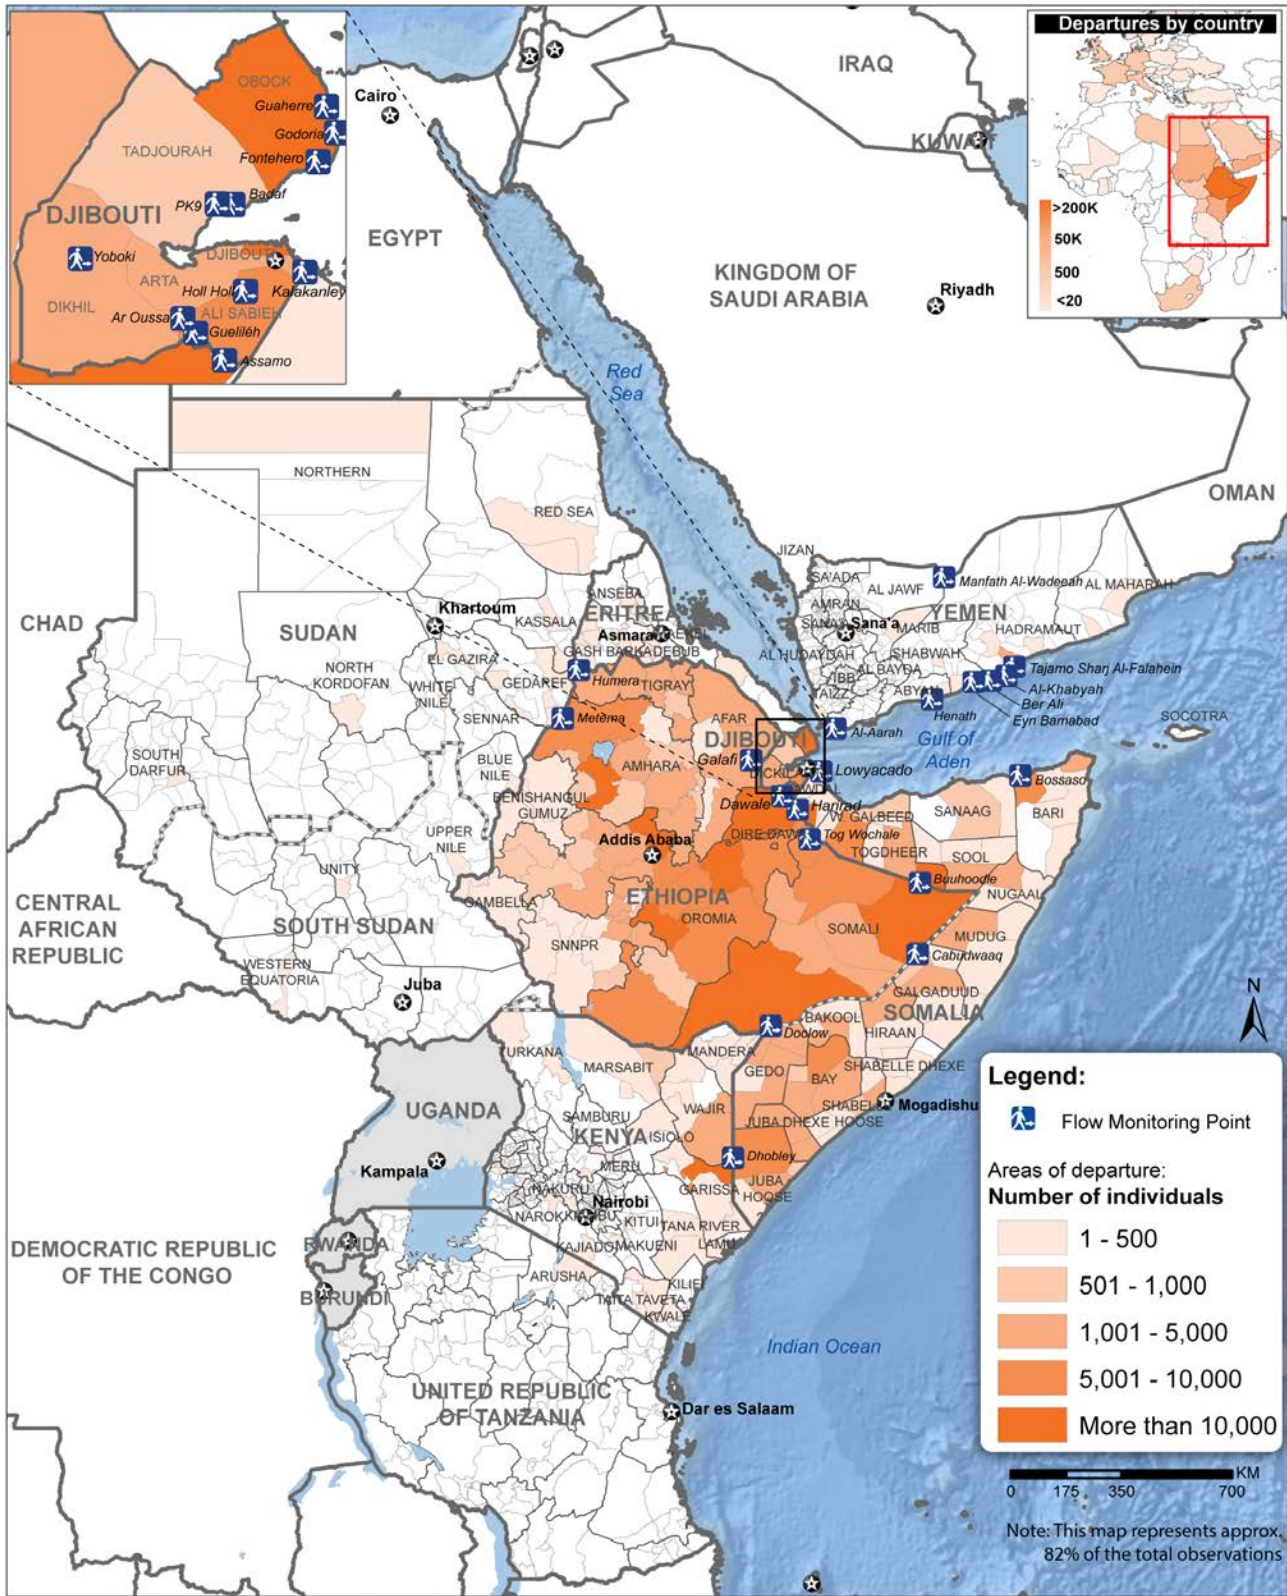 Departures by country
>200K
50K
500
<20
OBOCK
Guaherre
Godoria
Fontehero
TADJOURAH
Badaf
PK9
DJIBOUTI
Yoboki
ARTA
Holl Holl
Kalakanley
DIKHIL
Ar Oussa
ALI SABIEH
Guelileh
Assamo
Cairo
IRAQ
KUWAIT
EGYPT
KINGDOM OF
SAUDI ARABIA
Riyadh
Red
Sea
OMAN
NORTHERN
RED SEA
JIZAN
SA'ADA
AL JAWF
Manfath Al-Wadeeah
AL MAHARAH
AMRAN
YEMEN
Sana'a
MARIB
HADRAMAUT
AL HUDAYDAH
SHABWAH
AL BAYDA
IBB
TAIZZ
ABYAN
Tajamo Sharj Al-Falahein
Al-Khabyah
Ber Ali
Eyn Bamabad
Henath
Al-Aarah
Gulf of
Aden
SOCOTRA
CHAD
SUDAN
Khartoum
KASSALA
ANSEBA
ERITREA
Asmara
GASH BARKA
DEBUB
EL GAZIRA
NORTH
KORDOFAN
WHITE
NILE
GEDAREF
Humera
TIGRAY
SENNAR
Metema
AFAR
DJIBOUTI
Galafi
SOUTH
DARFUR
BLUE
NILE
AMHARA
Lowyacado
BENISHANGUL
GUMUZ
Dawale
Hanrad
Bossaso
SANAAG
BARI
W. GALBEED
UPPER
NILE
Addis Ababa
DIRE DAWA
Tog Wochale
TOGDHEER
SOOL
UNITY
Buuhoodle
NUGAAL
CENTRAL
AFRICAN
REPUBLIC
SOUTH SUDAN
GAMBELLA
ETHIOPIA
OROMIA
SOMALI
SNNPR
MUDUG
Cabudwaaq
WESTERN
EQUATORIA
Juba
GALGADUUD
SOMALIA
BAKOOL
Doolow
HIRAAN
TURKANA
MARSABIT
MANDERA
GEDO
BAY
SHABELLE DHEXE
UGANDA
SAMBURU
WAJIR
SHABELLE
HOOSE
Mogadishu
KENYA
ISIOLO
JUBA DHEXE
MERU
Dhobley
Kampala
NAKURU
GARISSA
JUBA
HOOSE
Nairobi
NAROK
KITUI
TANA RIVER
KAJIADO
MAKUENI
LAMU
RWANDA
DEMOCRATIC REPUBLIC
OF THE CONGO
BURUNDI
ARUSHA
KILIFI
TAITA TAVETA
KWALE
Indian Ocean
UNITED REPUBLIC
OF TANZANIA
Dar es Salaam
N
Legend:
Flow Monitoring Point
Areas of departure:
Number of individuals
1 - 500
501 - 1,000
1,001 - 5,000
5,001 - 10,000
More than 10,000
KM
0 175 350 700
Note: This map represents approx.
82% of the total observations